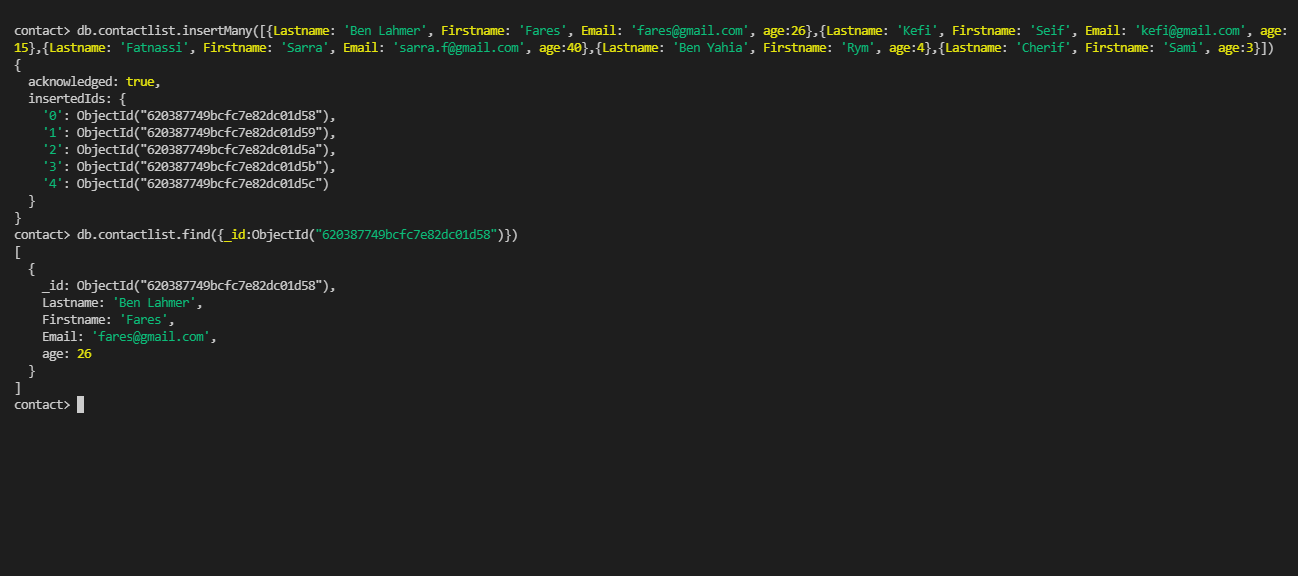 contact> db.contactlist.insertMany([{Lastname: 'Ben Lahmer', Firstname: 'Fares', Email: 'fares@gmail.com', age:26},{Lastname: 'Kefi', Firstname: 'Seif', Email: 'kefi@gmail.com', age:
15},{Lastname: 'Fatnassi', Firstname: 'Sarra', Email: 'sarra.f@gmail.com', age:40},{Lastname: 'Ben Yahia', Firstname: 'Rym', age:4},{Lastname: 'Cherif', Firstname: 'Sami', age:3}])
{
  acknowledged: true,
  insertedIds: {
    '0': ObjectId("620387749bcfc7e82dc01d58"),
    '1': ObjectId("620387749bcfc7e82dc01d59"),
    '2': ObjectId("620387749bcfc7e82dc01d5a"),
    '3': ObjectId("620387749bcfc7e82dc01d5b"),
    '4': ObjectId("620387749bcfc7e82dc01d5c")
  }
}
contact> db.contactlist.find({_id:ObjectId("620387749bcfc7e82dc01d58")})
[
  {
    _id: ObjectId("620387749bcfc7e82dc01d58"),
    Lastname: 'Ben Lahmer',
    Firstname: 'Fares',
    Email: 'fares@gmail.com',
    age: 26
  }
]
contact>